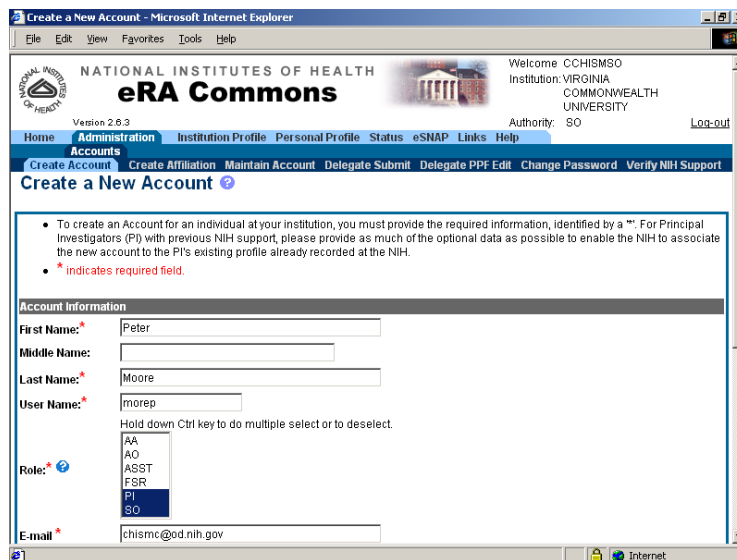 Create a New Account - Microsoft Internet Explorer
File Edit View Favorites Tools Help
NATIONAL INSTITUTES OF HEALTH
eRA Commons
Version 2.6.3
Welcome CCHISMSO
Institution: VIRGINIA
COMMONWEALTH
UNIVERSITY
Authority: SO Log-out
Home Administration Institution Profile Personal Profile Status eSNAP Links Help
Accounts
Create Account Create Affiliation Maintain Account Delegate Submit Delegate PPF Edit Change Password Verify NIH Support
Create a New Account ?
• To create an Account for an individual at your institution, you must provide the required information, identified by a '*'. For Principal
Investigators (PI) with previous NIH support, please provide as much of the optional data as possible to enable the NIH to associate
the new account to the PI's existing profile already recorded at the NIH.
• * indicates required field.
Account Information
First Name:* Peter
Middle Name:
Last Name:* Moore
User Name:* morep
Hold down Ctrl key to do multiple select or to deselect.
Role:* ?
AA
AO
ASST
FSR
PI
SO
E-mail * chismc@od.nih.gov
Internet